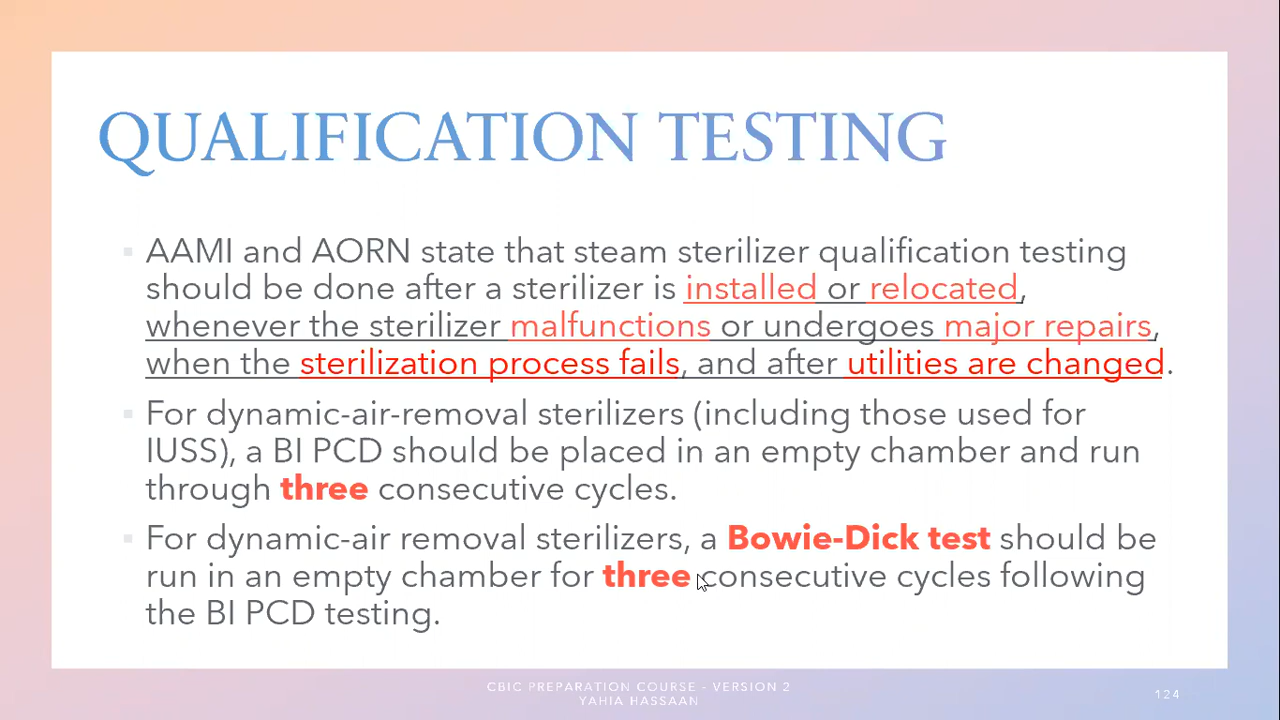 QUALIFICATION TESTING
AAMI and AORN state that steam sterilizer qualification testing
should be done after a sterilizer is installed or relocated,
whenever the sterilizer malfunctions or undergoes major repairs,
when the sterilization process fails, and after utilities are changed.
For dynamic-air-removal sterilizers (including those used for
IUSS), a BI PCD should be placed in an empty chamber and run
through three consecutive cycles.
For dynamic-air removal sterilizers, a Bowie-Dick test should be
run in an empty chamber for three consecutive cycles following
the BI PCD testing.
CBIC PREPARATION COURSE - VERSION 2
YAHIA HASSAAN
124